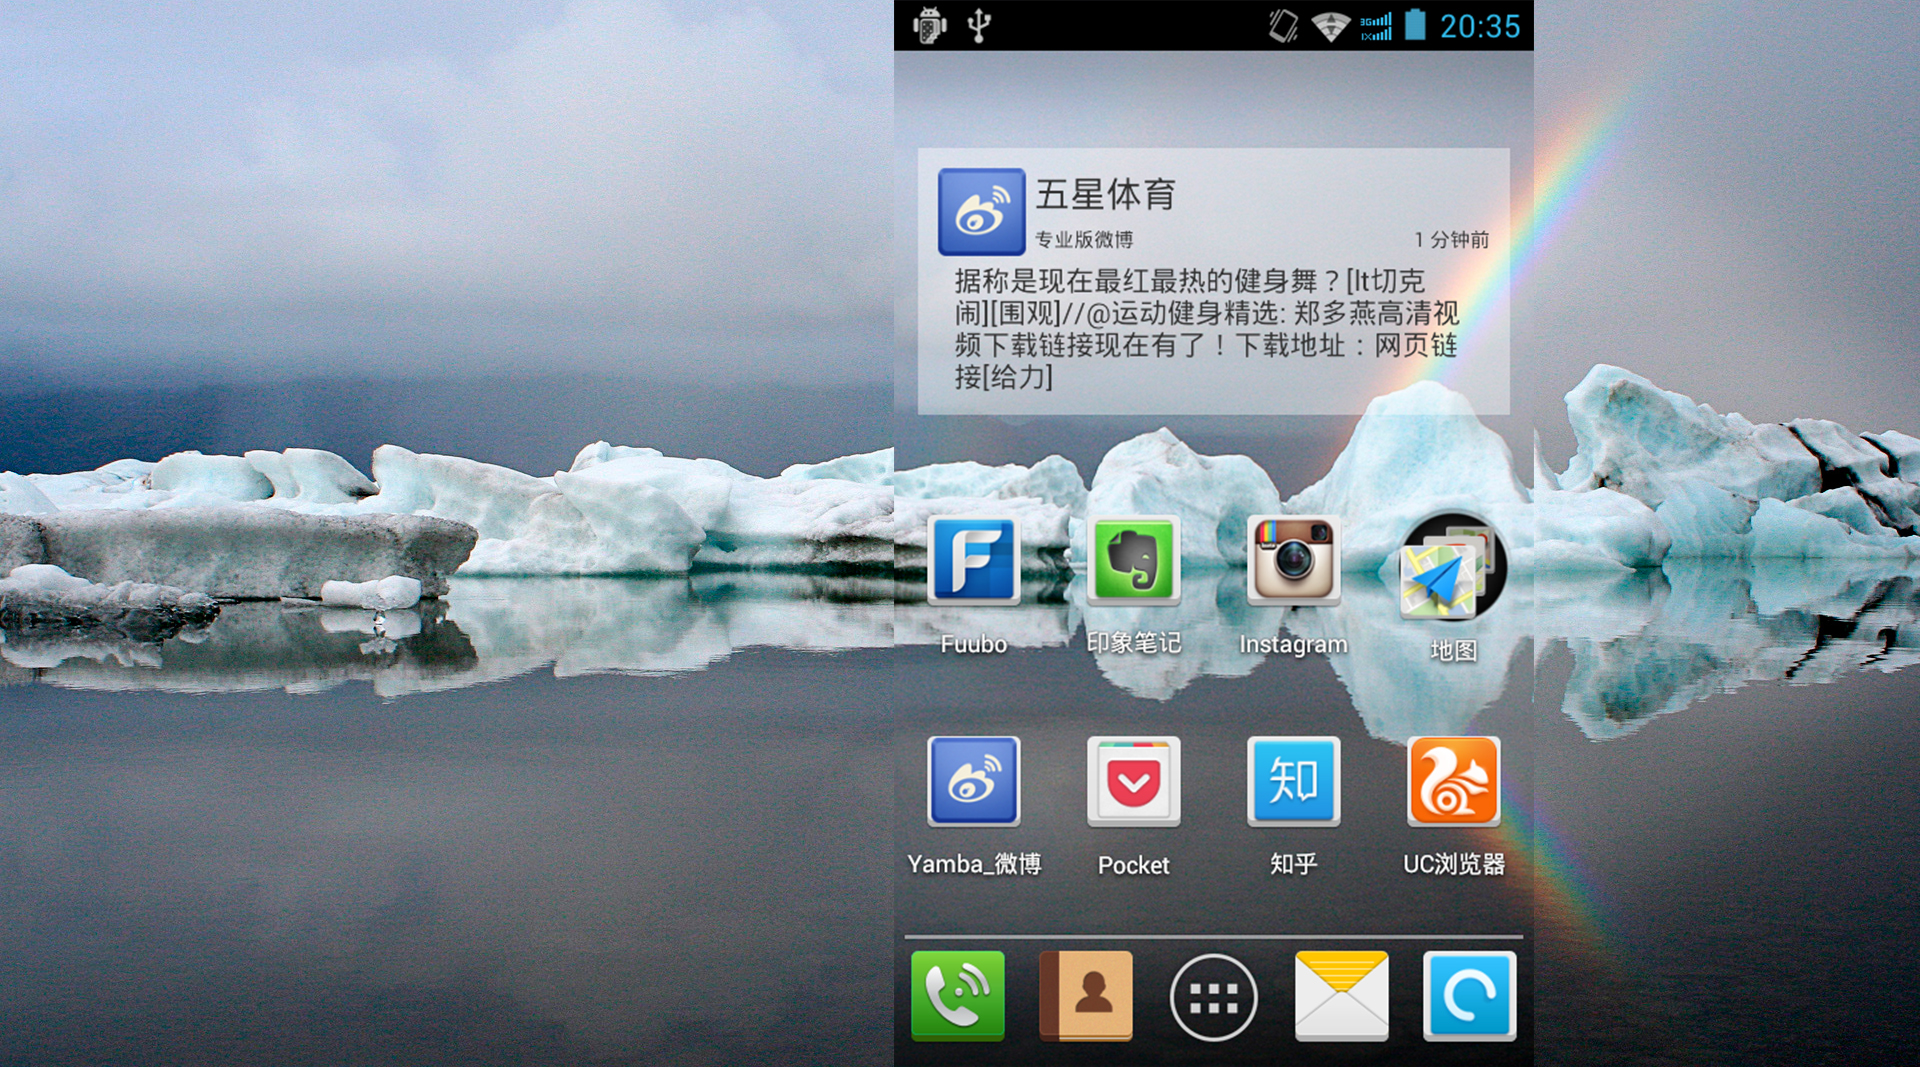 3G
1X
20:35
五星体育
专业版微博
1 分钟前
据称是现在最红最热的健身舞？[lt切克
闹][围观]//@运动健身精选: 郑多燕高清视
频下载链接现在有了！下载地址：网页链
接[给力]
F
Fuubo
印象笔记
Instagram
地图
知
Yamba_微博
Pocket
知乎
UC浏览器